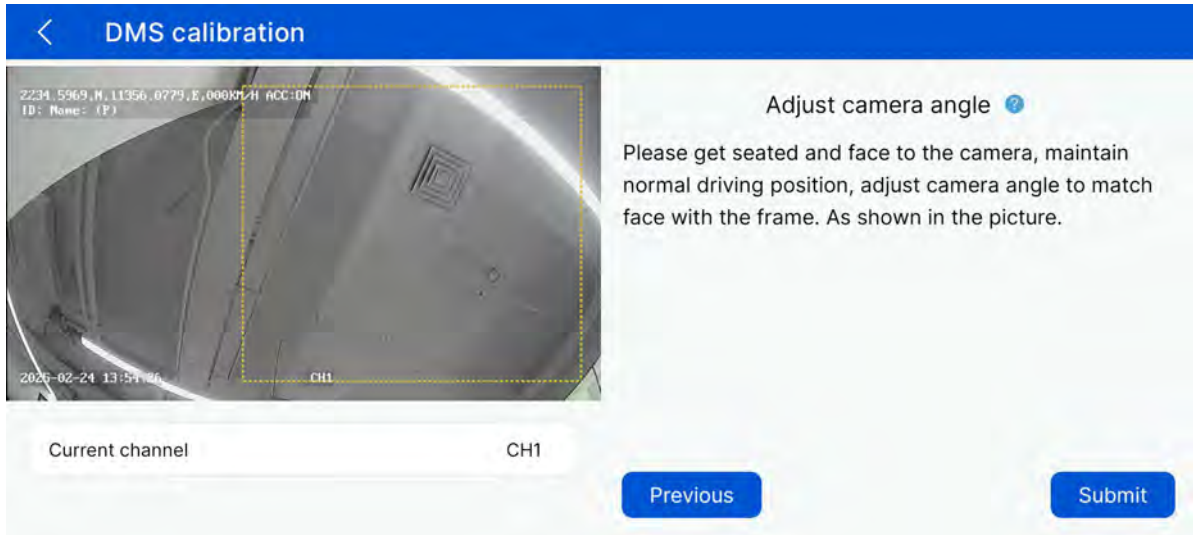 DMS calibration
2234.5969,N,11356.0779,E,000KM/H ACC:ON
ID: Name: (P)
2025-02-24 13:54:26
CH1
Current channel CH1
Adjust camera angle ?
Please get seated and face to the camera, maintain
normal driving position, adjust camera angle to match
face with the frame. As shown in the picture.
Previous
Submit